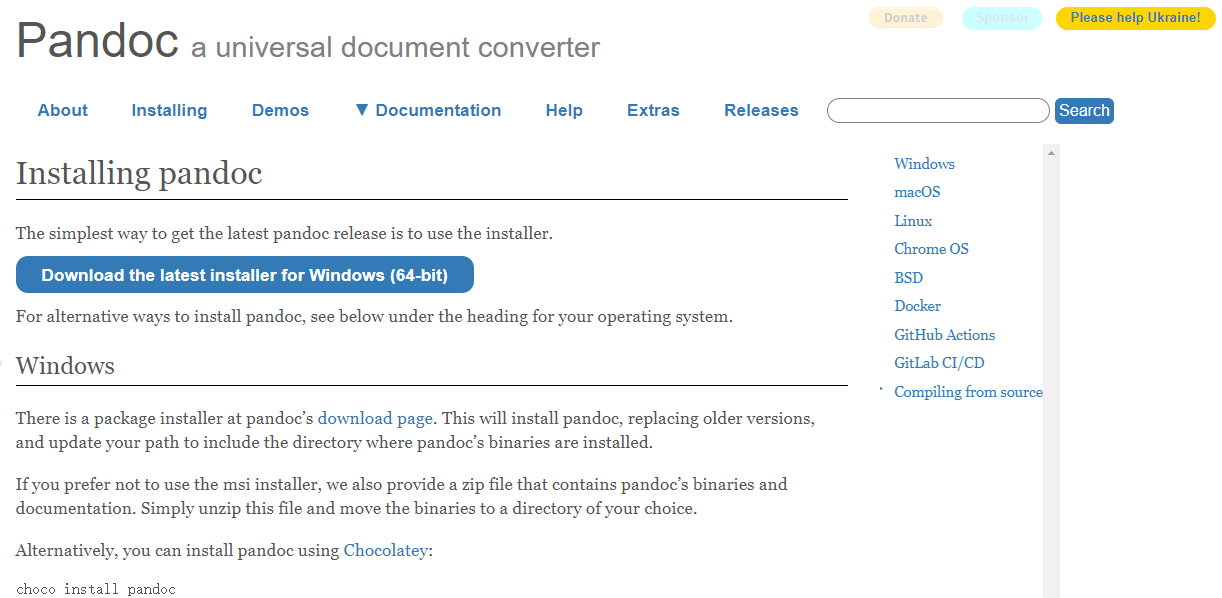 Donate
Sponsor
Please help Ukraine!
Pandoc a universal document converter
About
Installing
Demos
▼ Documentation
Help
Extras
Releases
Search
Installing pandoc
The simplest way to get the latest pandoc release is to use the installer.
Download the latest installer for Windows (64-bit)
For alternative ways to install pandoc, see below under the heading for your operating system.
Windows
There is a package installer at pandoc’s download page. This will install pandoc, replacing older versions,
and update your path to include the directory where pandoc’s binaries are installed.
If you prefer not to use the msi installer, we also provide a zip file that contains pandoc’s binaries and
documentation. Simply unzip this file and move the binaries to a directory of your choice.
Alternatively, you can install pandoc using Chocolatey:
choco install pandoc
Windows
macOS
Linux
Chrome OS
BSD
Docker
GitHub Actions
GitLab CI/CD
Compiling from source